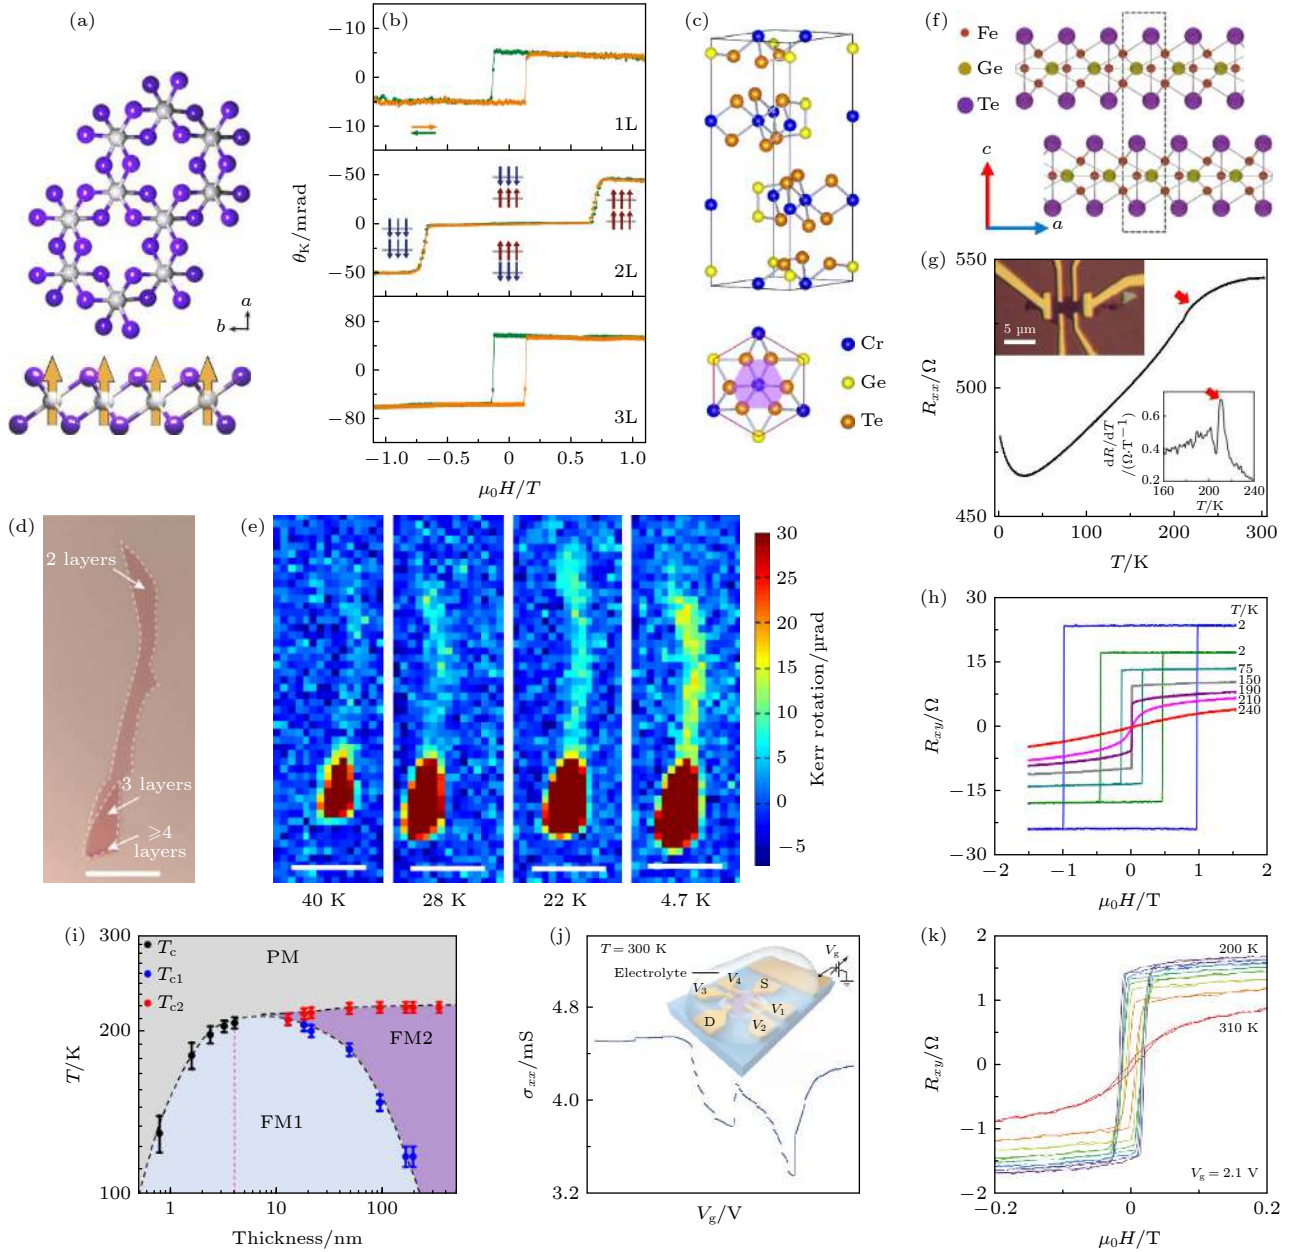 (a)
a
b
(b)
−10
0
−10
1L
−50
0
−50
2L
80
40
0
−40
−80
3L
θK/mrad
−1.0
−0.5
0
0.5
1.0
μ0H/T
(c)
Cr
Ge
Te
(d)
2 layers
3 layers
⩾4
layers
(e)
40 K
28 K
22 K
4.7 K
30
25
20
15
10
5
0
−5
Kerr rotation/μrad
(f)
Fe
Ge
Te
c
a
(g)
550
500
450
Rxx/Ω
5 μm
0.6
0.4
0.2
dR/dT
/(Ω·T−1)
160
200
240
T/K
0
100
200
300
T/K
(h)
30
15
0
−15
−30
Rxy/Ω
T/K
2
2
75
150
190
210
240
−2
−1
0
1
2
μ0H/T
(i)
300
200
100
T/K
Tc
Tc1
Tc2
PM
FM2
FM1
1
10
100
Thickness/nm
(j)
T = 300 K
Electrolyte
Vg
V4
S
V3
V1
D
V2
4.8
4.0
3.2
σxx/mS
Vg/V
(k)
2
1
0
−1
−2
Rxy/Ω
200 K
310 K
Vg = 2.1 V
−0.2
0
0.2
μ0H/T